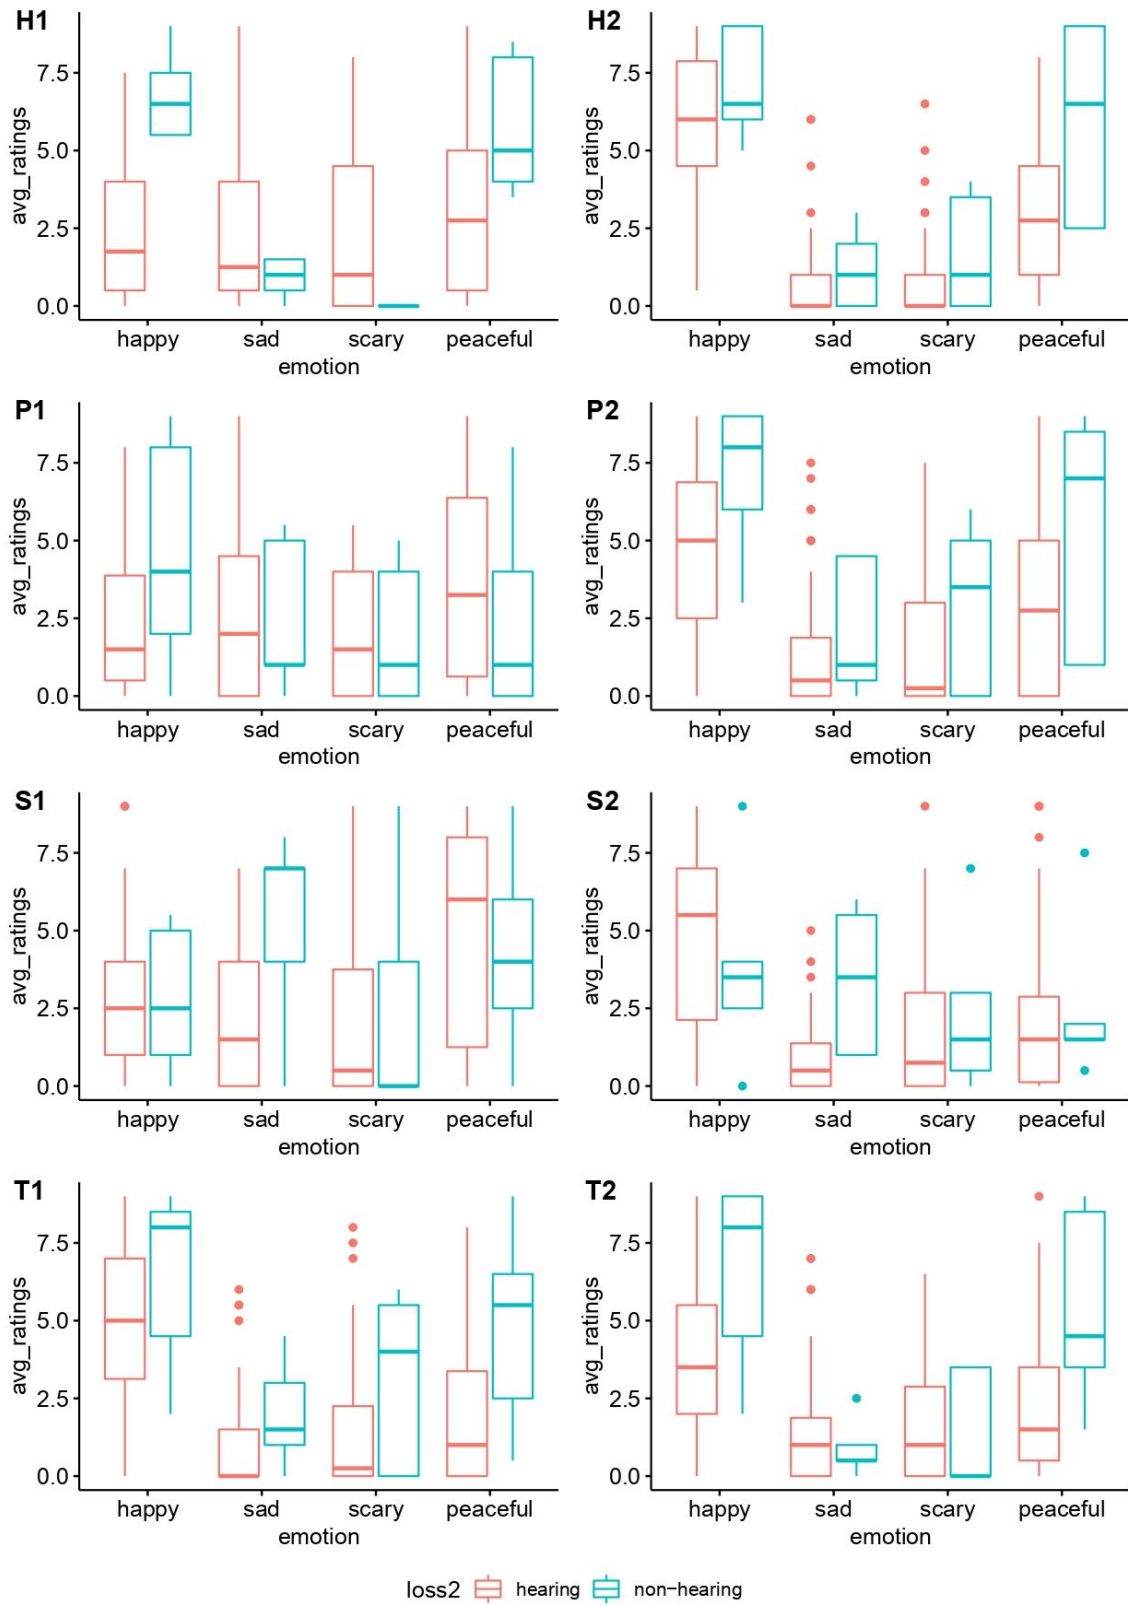 H1
avg_ratings
7.5
5.0
2.5
0.0
happy sad scary peaceful
emotion
H2
avg_ratings
7.5
5.0
2.5
0.0
happy sad scary peaceful
emotion
P1
avg_ratings
7.5
5.0
2.5
0.0
happy sad scary peaceful
emotion
P2
avg_ratings
7.5
5.0
2.5
0.0
happy sad scary peaceful
emotion
S1
avg_ratings
7.5
5.0
2.5
0.0
happy sad scary peaceful
emotion
S2
avg_ratings
7.5
5.0
2.5
0.0
happy sad scary peaceful
emotion
T1
avg_ratings
7.5
5.0
2.5
0.0
happy sad scary peaceful
emotion
T2
avg_ratings
7.5
5.0
2.5
0.0
happy sad scary peaceful
emotion
loss2 hearing non-hearing